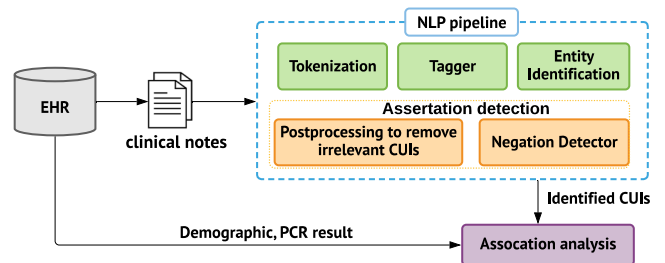 NLP pipeline
Tokenization
Tagger
Entity
Identification
EHR
clinical notes
Assertation detection
Postprocessing to remove
irrelevant CUIs
Negation Detector
Identified CUIs
Demographic, PCR result
Assocation analysis